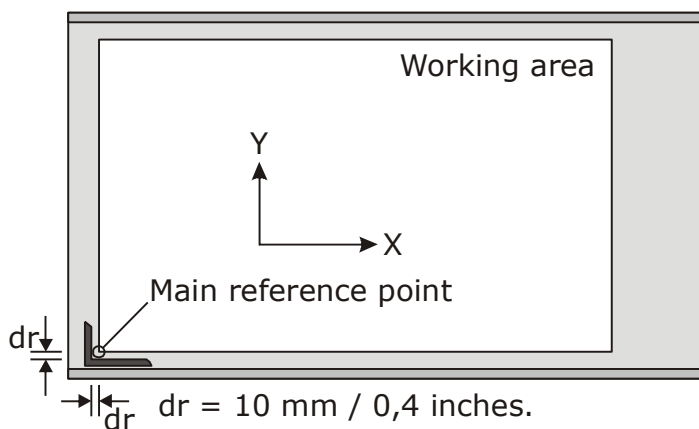 Working area
Y
X
Main reference point
dr
dr
dr = 10 mm / 0,4 inches.